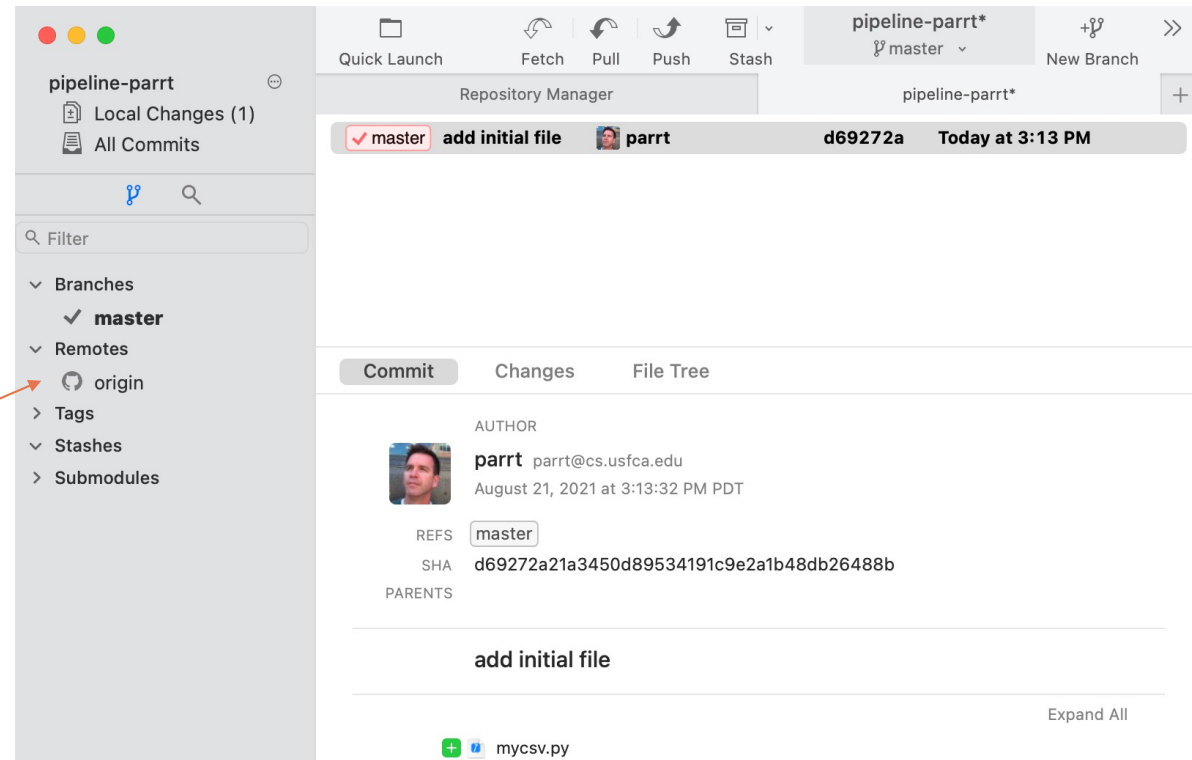 Quick Launch
Fetch
Pull
Push
Stash
pipeline-parrt*
master
New Branch
pipeline-parrt
Local Changes (1)
All Commits
Filter
Branches
master
Remotes
origin
Tags
Stashes
Submodules
Repository Manager
pipeline-parrt*
master add initial file parrt d69272a Today at 3:13 PM
Commit Changes File Tree
AUTHOR
parrt parrt@cs.usfca.edu
August 21, 2021 at 3:13:32 PM PDT
REFS master
SHA d69272a21a3450d89534191c9e2a1b48db26488b
PARENTS
add initial file
Expand All
mycsv.py